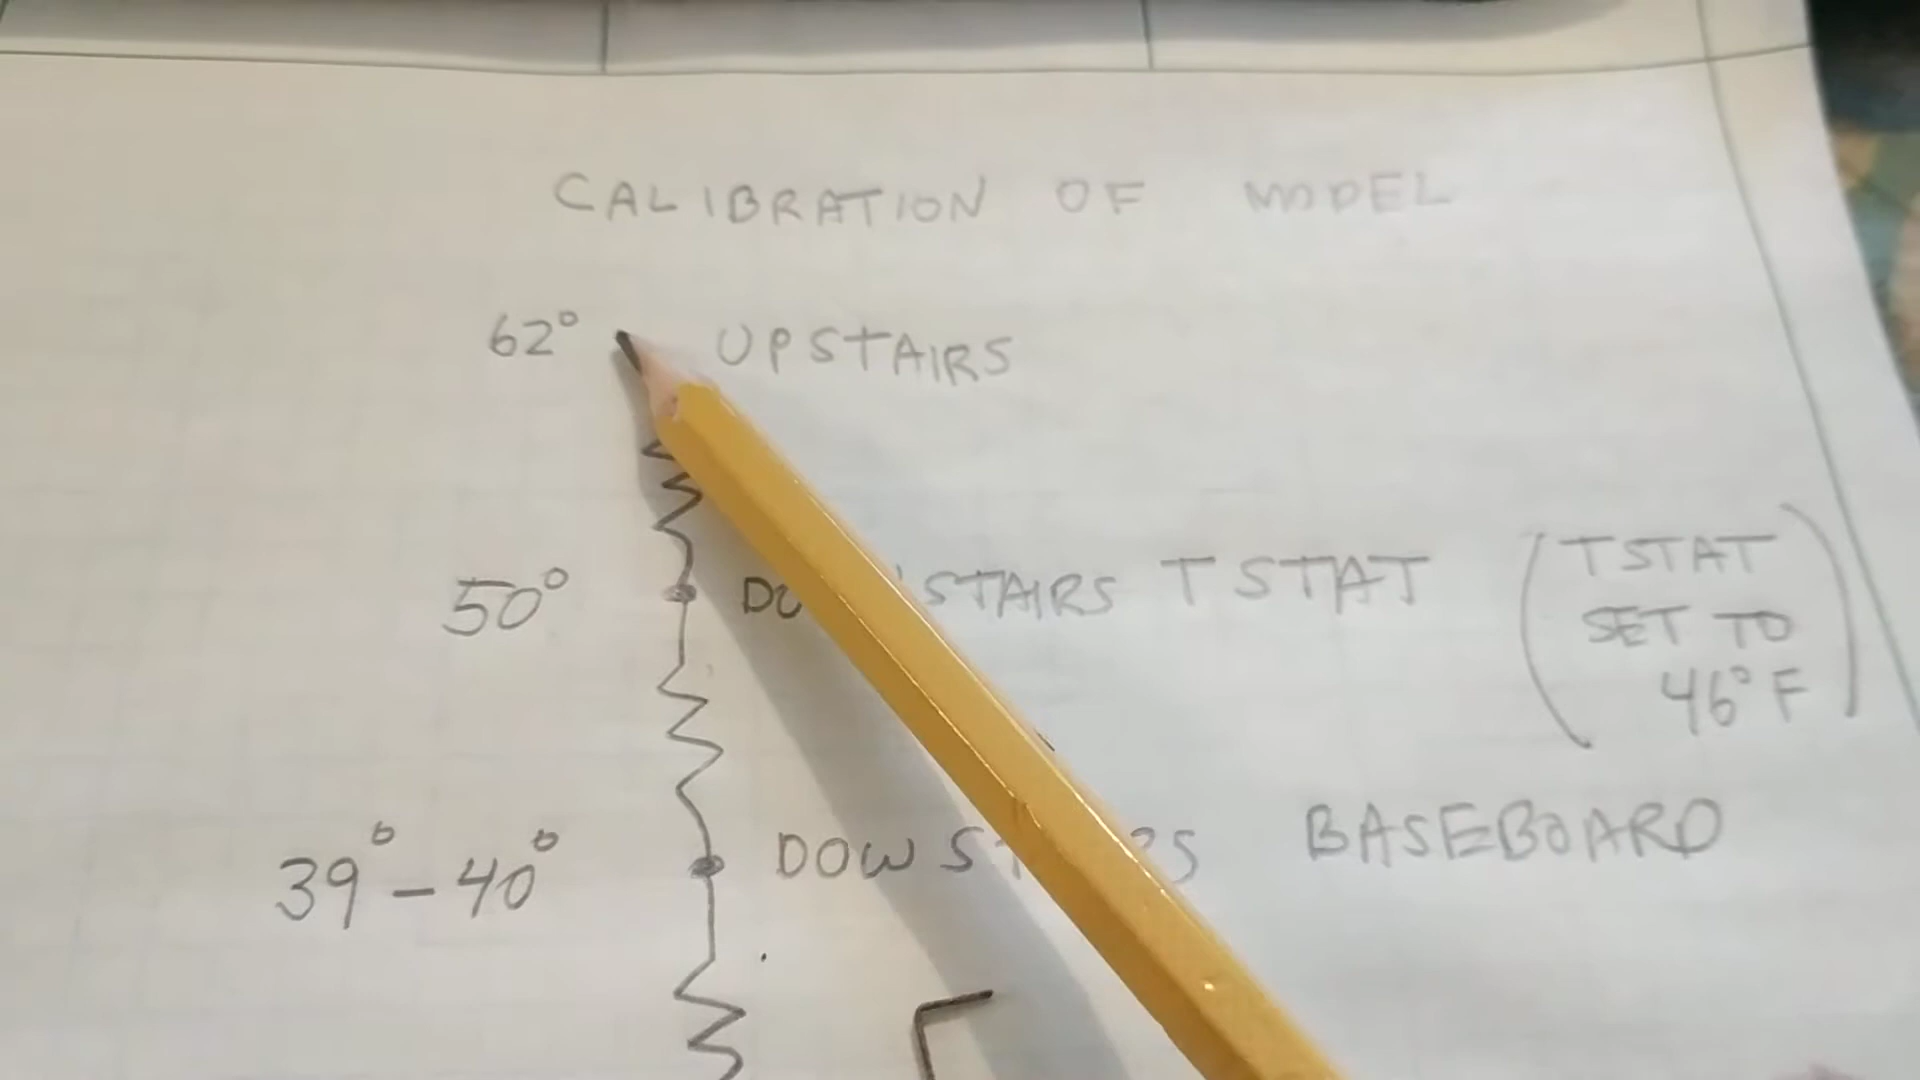 CALIBRATION OF MODEL
62° UPSTAIRS
50° STAIRS TSTAT (TSTAT
SET TO
46°F)
39°-40° BASEBOARD